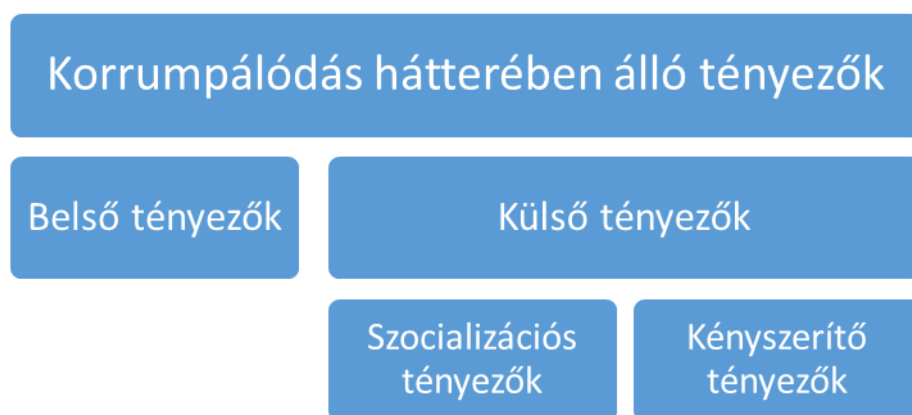 Korrumpálódás hátterében álló tényezők
Belső tényezők
Külső tényezők
Szocializációs
tényezők
Kényszerítő
tényezők